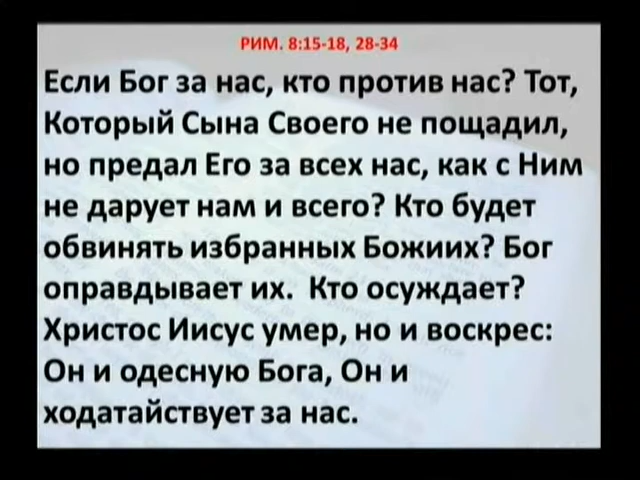 РИМ. 8:15-18, 28-34
Если Бог за нас, кто против нас? Тот,
Который Сына Своего не пощадил,
но предал Его за всех нас, как с Ним
не дарует нам и всего? Кто будет
обвинять избранных Божиих? Бог
оправдывает их.  Кто осуждает?
Христос Иисус умер, но и воскрес:
Он и одесную Бога, Он и
ходатайствует за нас.